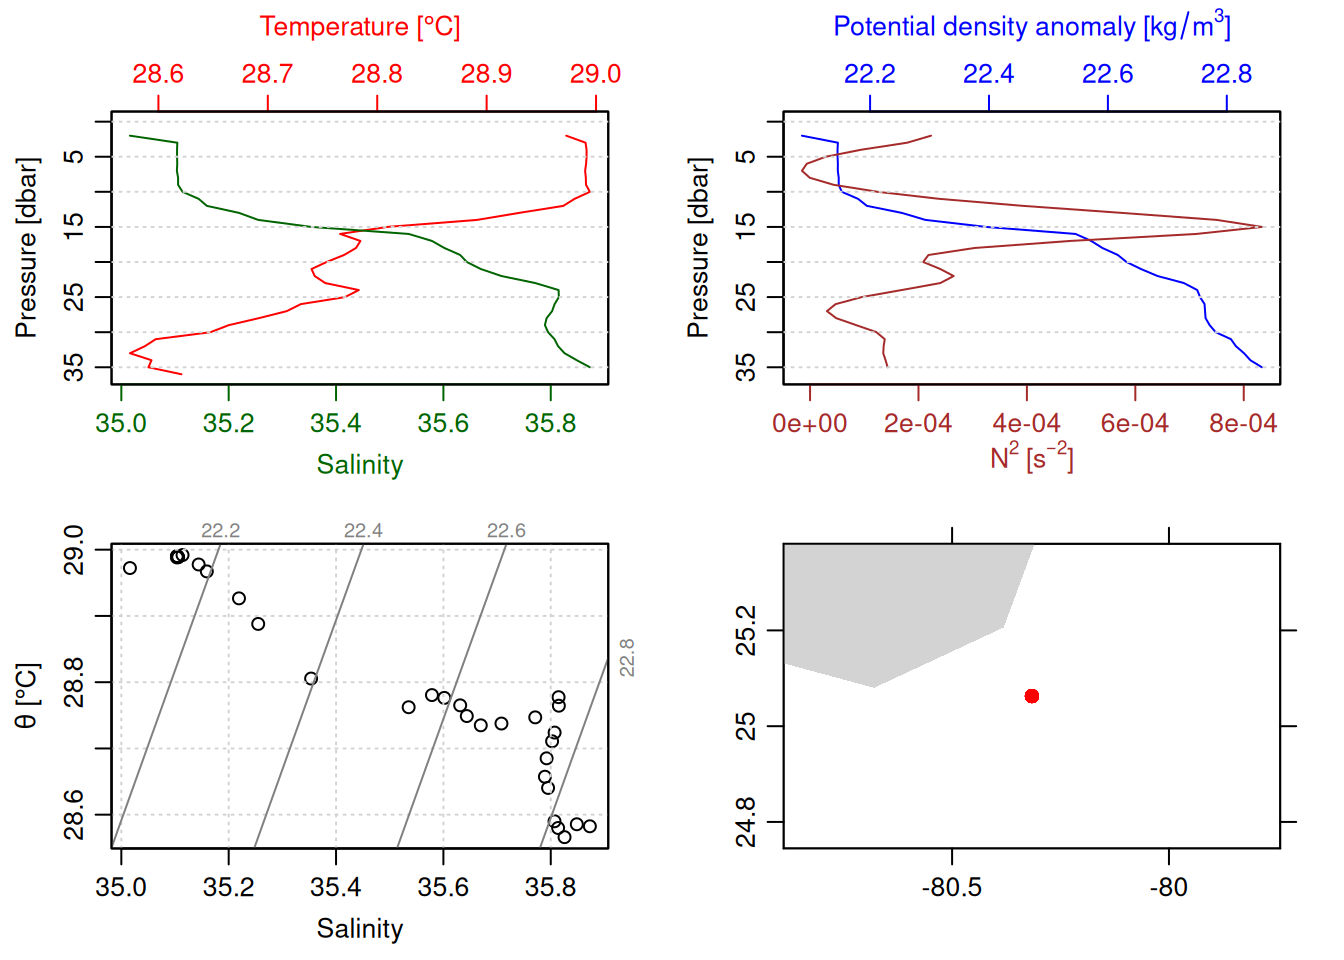 Temperature [°C]
28.6 28.7 28.8 28.9 29.0
Pressure [dbar]
5
15
25
35
35.0 35.2 35.4 35.6 35.8
Salinity
Potential density anomaly [kg/m³]
22.2 22.4 22.6 22.8
Pressure [dbar]
5
15
25
35
0e+00 2e-04 4e-04 6e-04 8e-04
N² [s⁻²]
22.2 22.4 22.6
22.8
θ [°C]
29.0
28.8
28.6
35.0 35.2 35.4 35.6 35.8
Salinity
25.2
25
24.8
-80.5 -80